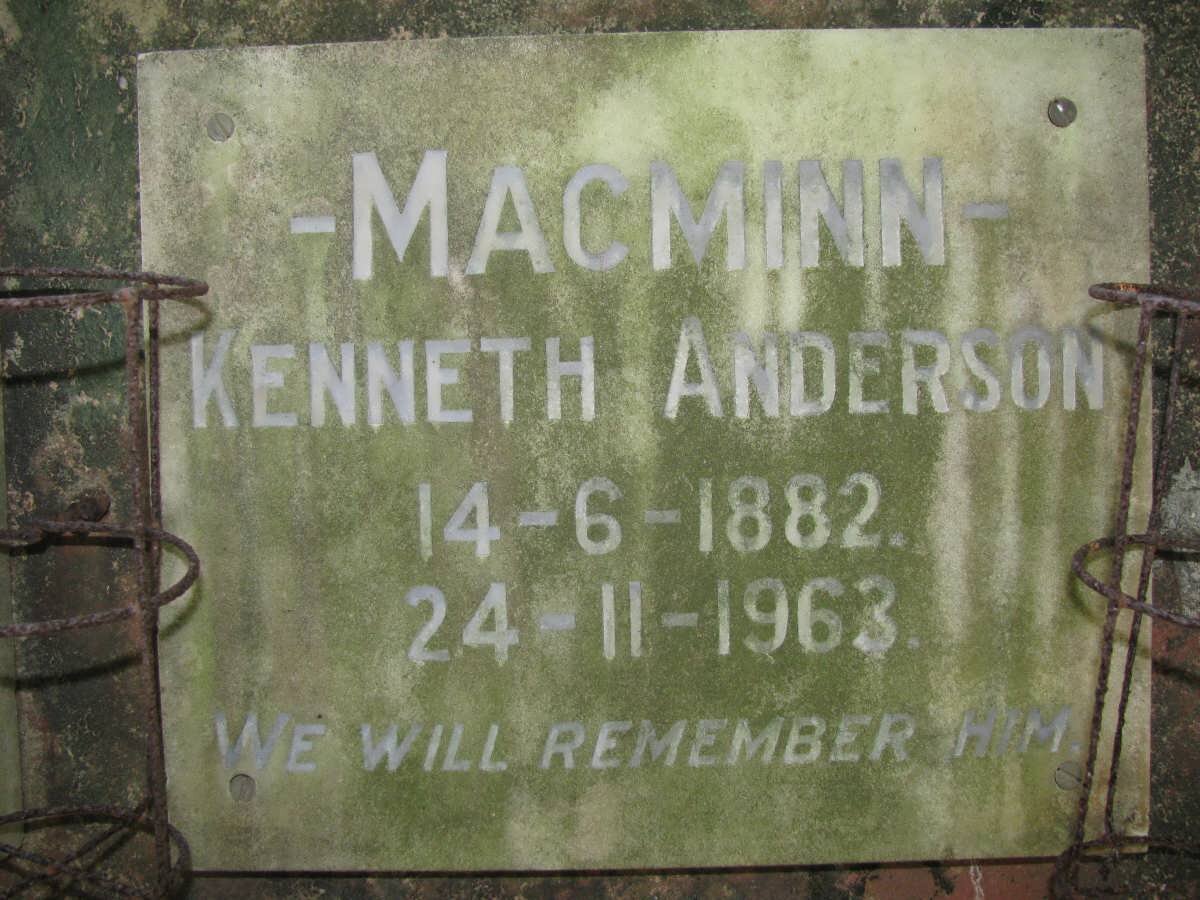 - MACMINN -
KENNETH ANDERSON
14-6-1882.
24-11-1963.
WE WILL REMEMBER HIM.